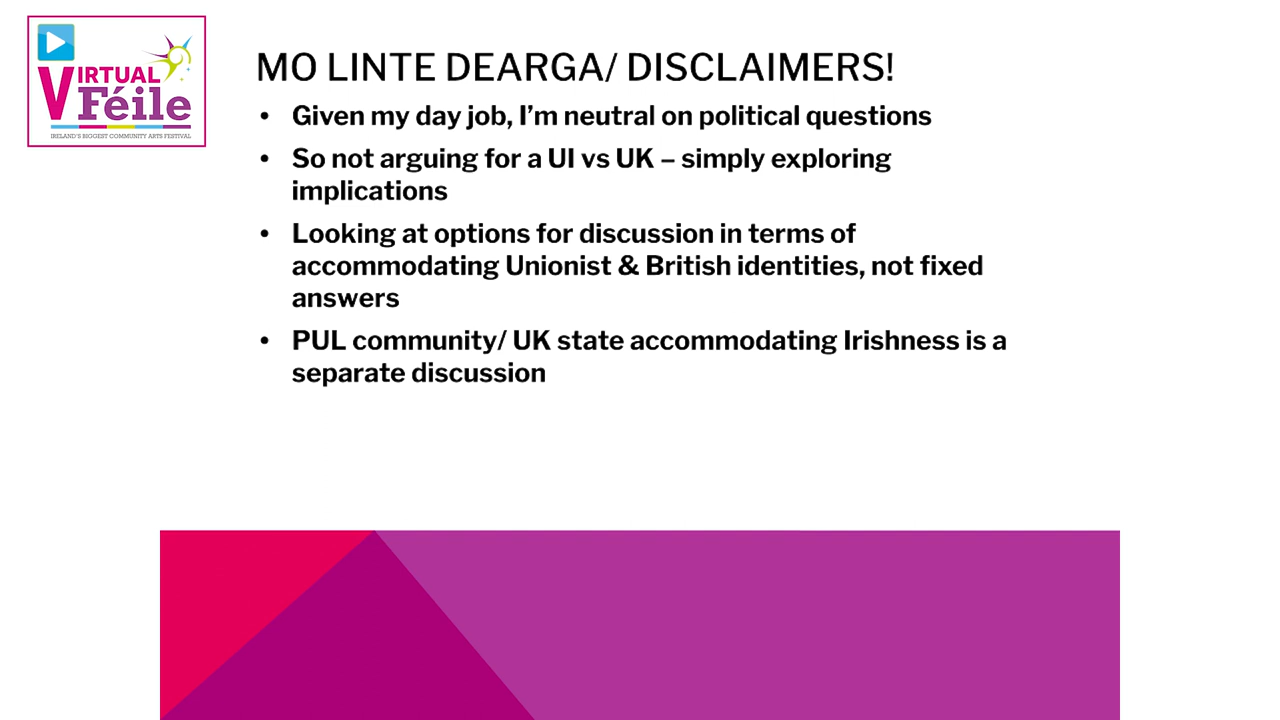 VIRTUAL
Féile
IRELAND'S BIGGEST COMMUNITY ARTS FESTIVAL
MO LINTE DEARGA/ DISCLAIMERS!
• Given my day job, I'm neutral on political questions
• So not arguing for a UI vs UK – simply exploring
implications
• Looking at options for discussion in terms of
accommodating Unionist & British identities, not fixed
answers
• PUL community/ UK state accommodating Irishness is a
separate discussion